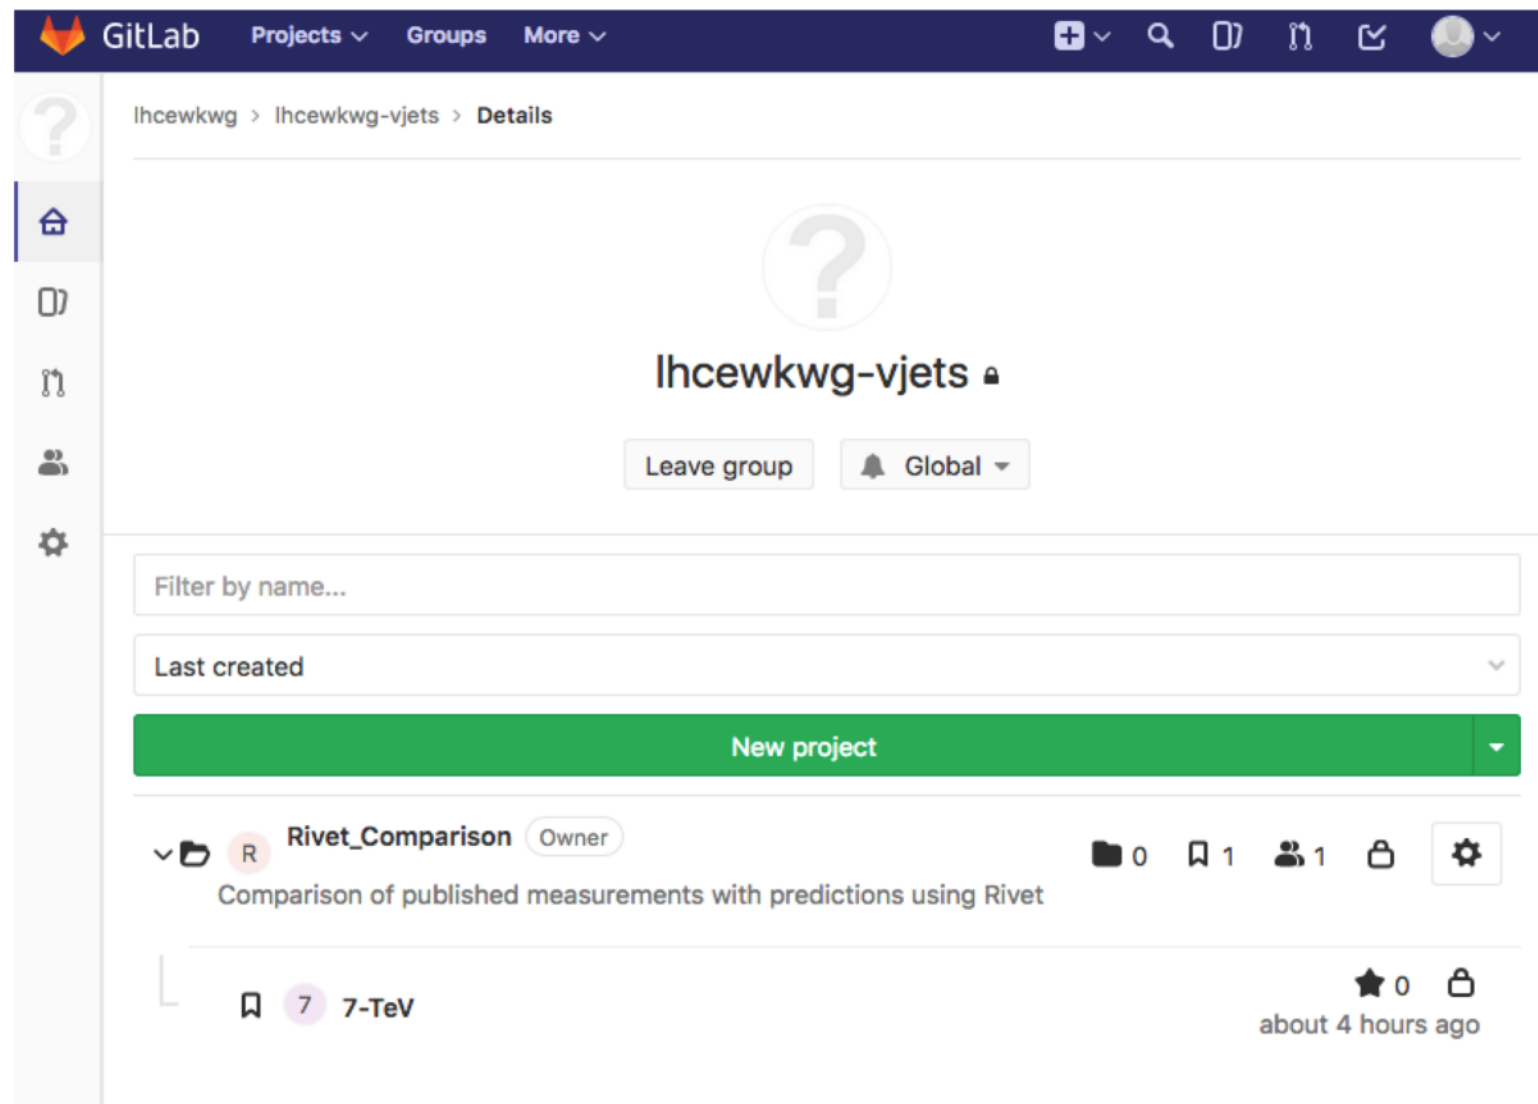 GitLab Projects Groups More
lhcewkwg > lhcewkwg-vjets > Details
?
?
lhcewkwg-vjets
Leave group Global
Filter by name...
Last created
New project
R Rivet_Comparison Owner 0 1 1
Comparison of published measurements with predictions using Rivet
7 7-TeV 0
about 4 hours ago